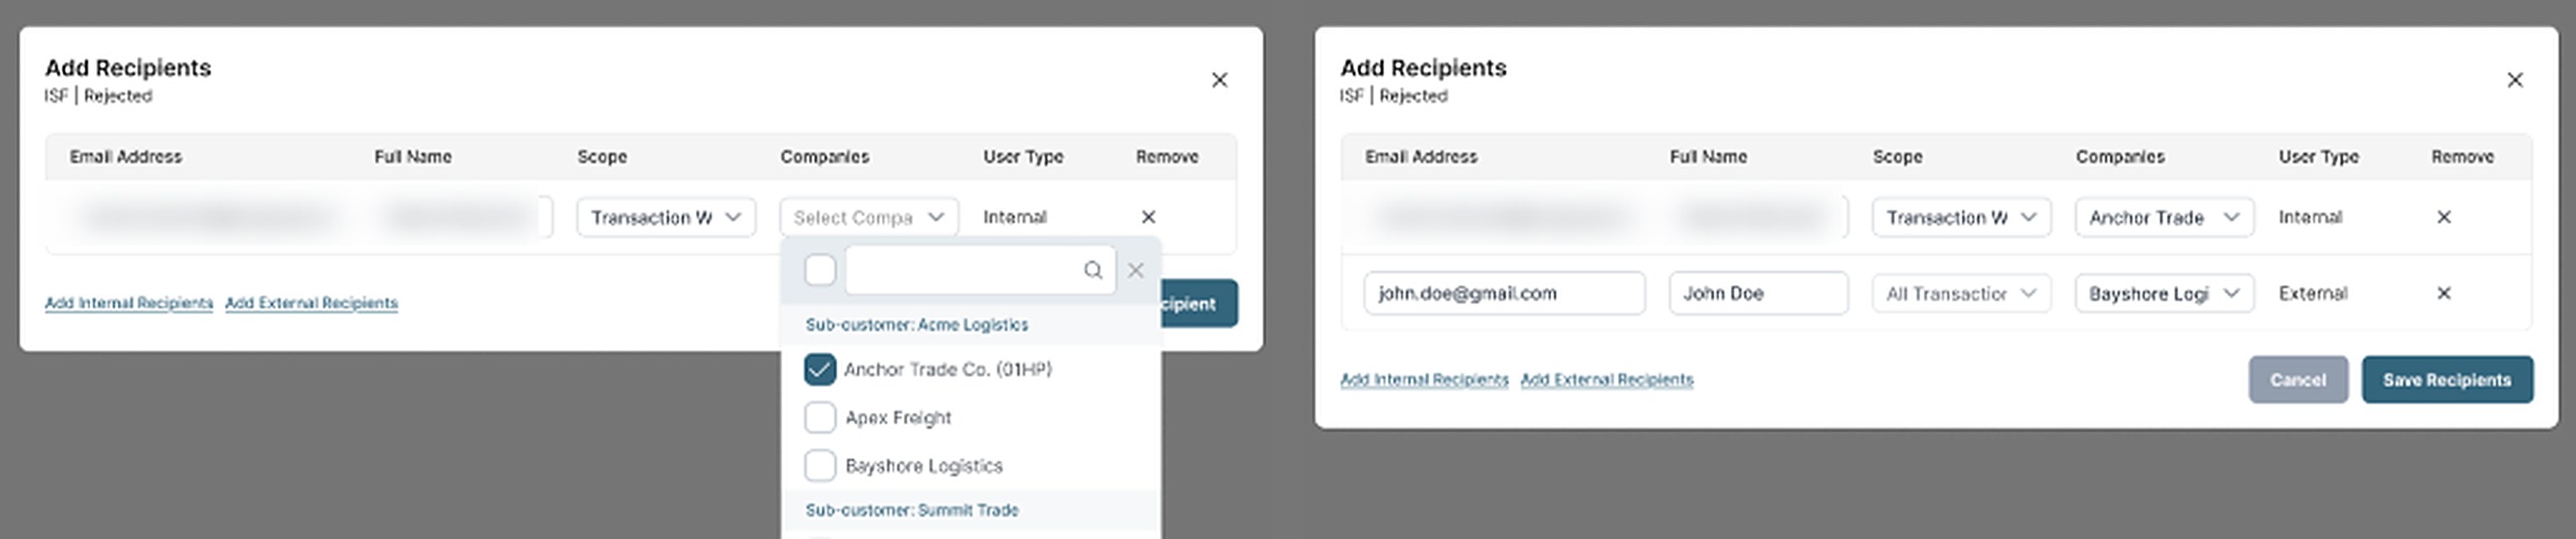 Add Recipients
ISF | Rejected
Email Address Full Name Scope Companies User Type Remove
Transaction W Select Compa Internal
Add Internal Recipients Add External Recipients cipient
Sub-customer: Acme Logistics
Anchor Trade Co. (01HP)
Apex Freight
Bayshore Logistics
Sub-customer: Summit Trade
Add Recipients
ISF | Rejected
Email Address Full Name Scope Companies User Type Remove
Transaction W Anchor Trade Internal
john.doe@gmail.com John Doe All Transactior Bayshore Logi External
Add Internal Recipients Add External Recipients Cancel Save Recipients